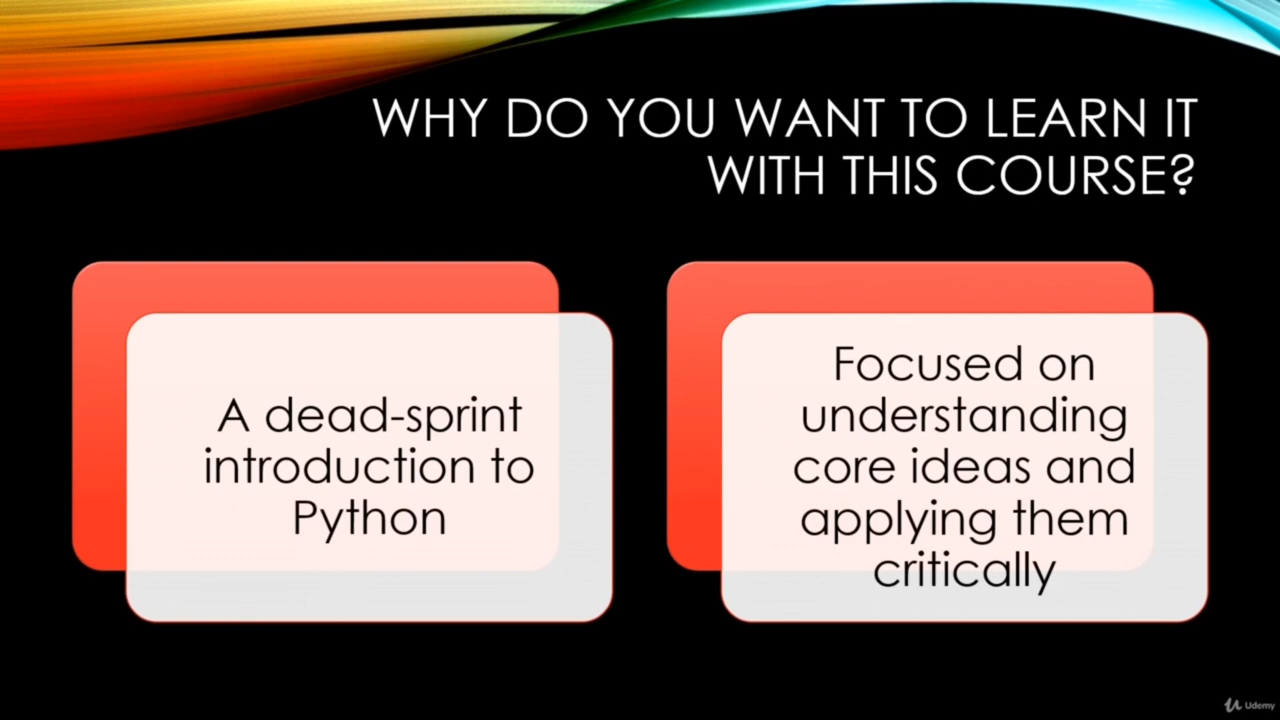 WHY DO YOU WANT TO LEARN IT
WITH THIS COURSE?
A dead-sprint
introduction to
Python
Focused on
understanding
core ideas and
applying them
critically
Udemy